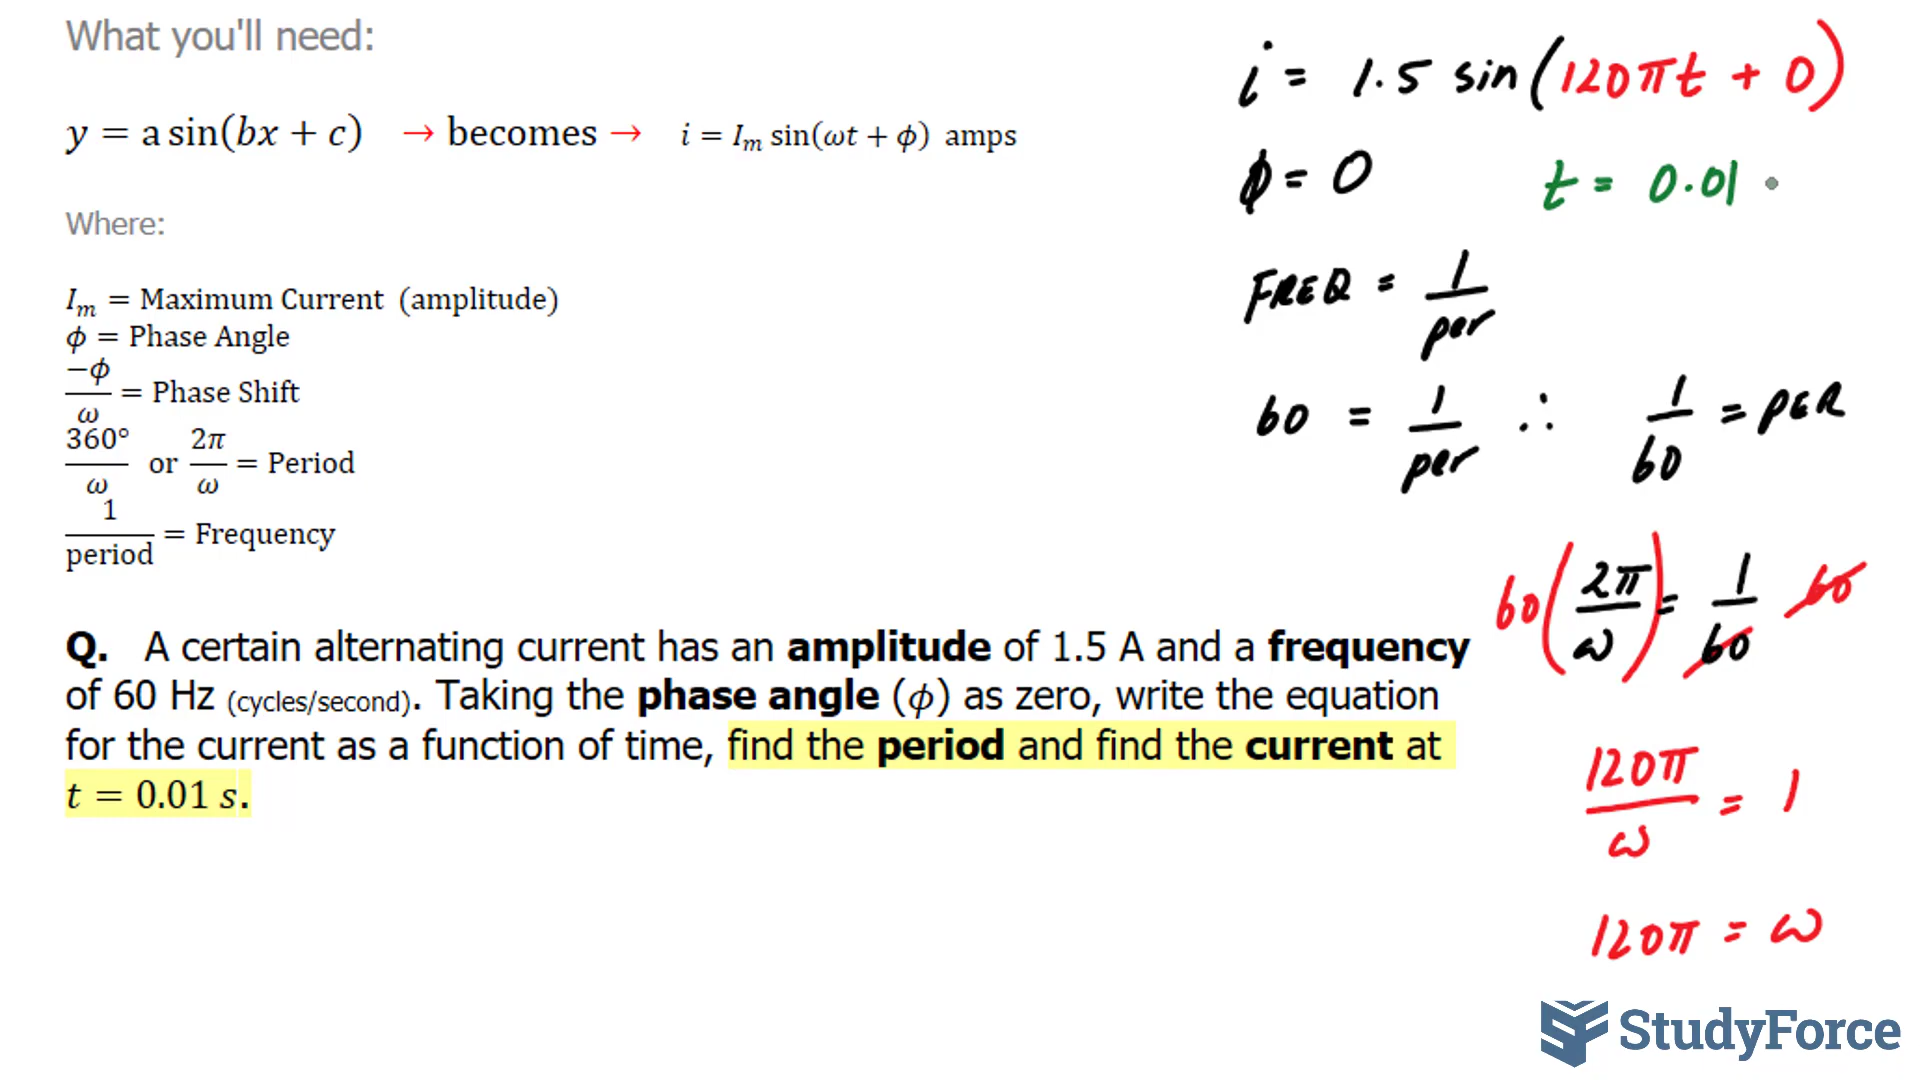 What you'll need:
y = a sin(bx + c) → becomes → i = Iₘ sin(ωt + ϕ) amps
Where:
Iₘ = Maximum Current (amplitude)
ϕ = Phase Angle
−ϕ/ω = Phase Shift
360°/ω or 2π/ω = Period
1/period = Frequency
Q. A certain alternating current has an amplitude of 1.5 A and a frequency
of 60 Hz (cycles/second). Taking the phase angle (ϕ) as zero, write the equation
for the current as a function of time, find the period and find the current at
t = 0.01 s.
i = 1.5 sin(120πt + 0)
ϕ = 0 t = 0.01
FREQ = 1/per
60 = 1/per ∴ 1/60 = PER
60(2π/ω) = 1/60 60
120π/ω = 1
120π = ω
StudyForce